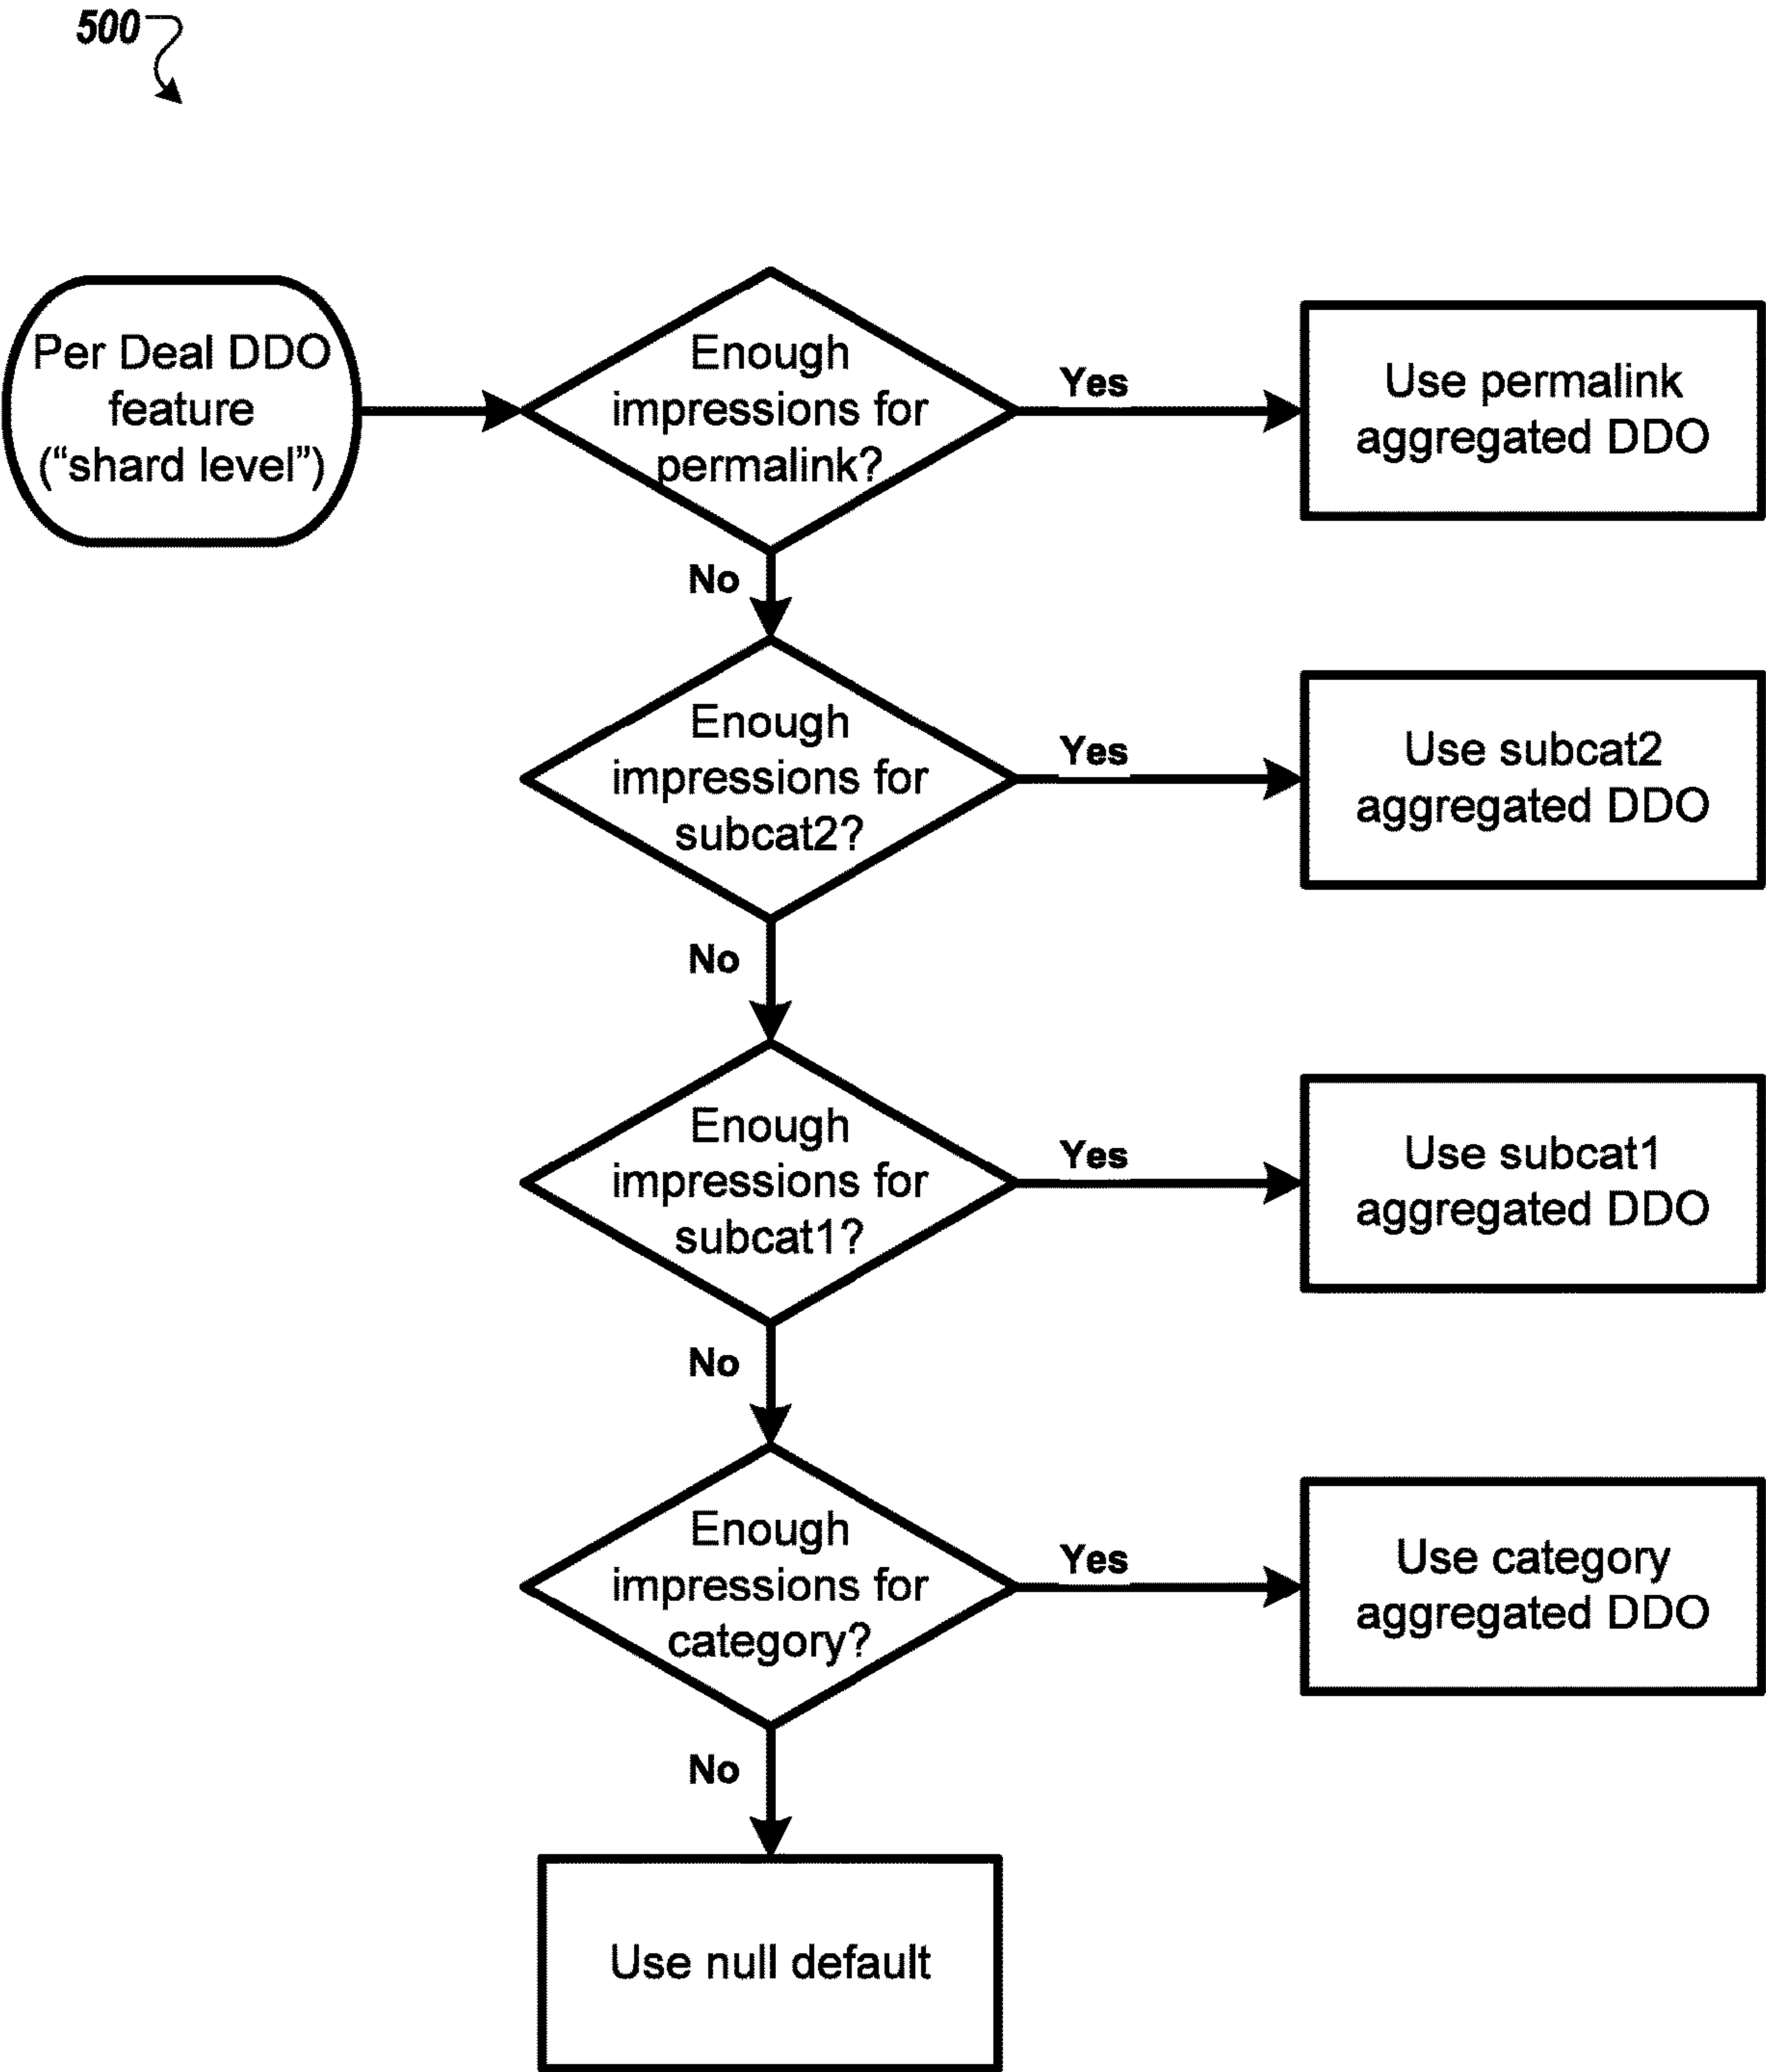 500
Per Deal DDO
feature
(“shard level”)
Enough
impressions for
permalink?
Yes
Use permalink
aggregated DDO
No
Enough
impressions for
subcat2?
Yes
Use subcat2
aggregated DDO
No
Enough
impressions for
subcat1?
Yes
Use subcat1
aggregated DDO
No
Enough
impressions for
category?
Yes
Use category
aggregated DDO
No
Use null default